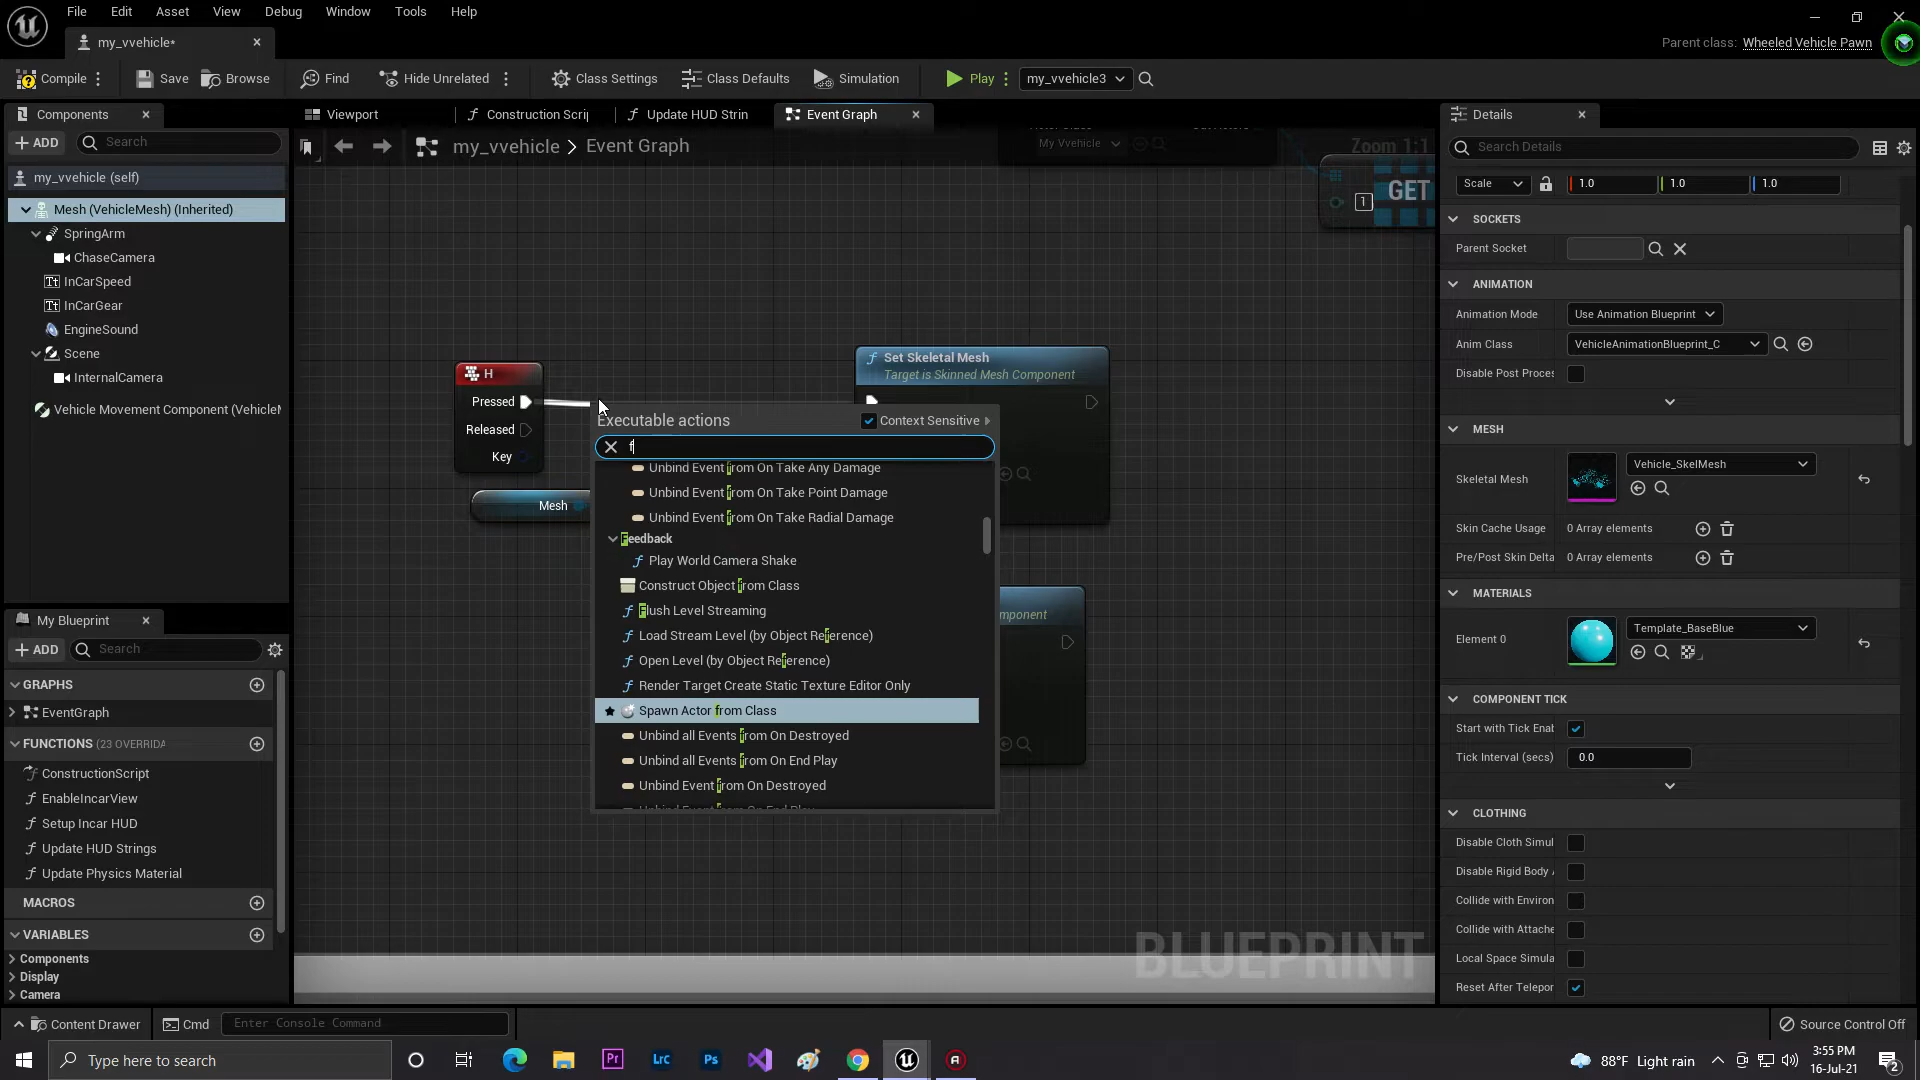 File Edit Asset View Debug Window Tools Help
my_vvehicle*
Parent class: Wheeled Vehicle Pawn
Compile Save Browse Find Hide Unrelated Class Settings Class Defaults Simulation Play my_vvehicle3
Components
ADD Search
my_vvehicle (self)
Mesh (VehicleMesh) (Inherited)
SpringArm
ChaseCamera
InCarSpeed
InCarGear
EngineSound
Scene
InternalCamera
Vehicle Movement Component (Vehicle
My Blueprint
ADD Search
GRAPHS
EventGraph
FUNCTIONS (23 OVERRIDA
ConstructionScript
EnableIncarView
Setup Incar HUD
Update HUD Strings
Update Physics Material
MACROS
VARIABLES
Components
Display
Camera
Viewport Construction Scrip Update HUD Strin Event Graph
my_vvehicle > Event Graph
Zoom 1:1
My Vvehicle
GET
1
H
Pressed
Released
Key
Mesh
Set Skeletal Mesh
Target is Skinned Mesh Component
mponent
Executable actions
Context Sensitive
f
Unbind Event from On Take Any Damage
Unbind Event from On Take Point Damage
Unbind Event from On Take Radial Damage
Feedback
Play World Camera Shake
Construct Object from Class
Flush Level Streaming
Load Stream Level (by Object Reference)
Open Level (by Object Reference)
Render Target Create Static Texture Editor Only
Spawn Actor from Class
Unbind all Events from On Destroyed
Unbind all Events from On End Play
Unbind Event from On Destroyed
Unbind Event from On End Play
BLUEPRINT
Details
Search Details
Scale 1.0 1.0 1.0
SOCKETS
Parent Socket
ANIMATION
Animation Mode Use Animation Blueprint
Anim Class VehicleAnimationBlueprint_C
Disable Post Proces
MESH
Skeletal Mesh Vehicle_SkelMesh
Skin Cache Usage 0 Array elements
Pre/Post Skin Delta 0 Array elements
MATERIALS
Element 0 Template_BaseBlue
COMPONENT TICK
Start with Tick Enab
Tick Interval (secs) 0.0
CLOTHING
Disable Cloth Simul
Disable Rigid Body
Collide with Environ
Collide with Attache
Local Space Simula
Reset After Telepor
Content Drawer Cmd Enter Console Command
Source Control Off
Type here to search
Pr Lrc Ps
88°F Light rain
3:55 PM
16-Jul-21
2